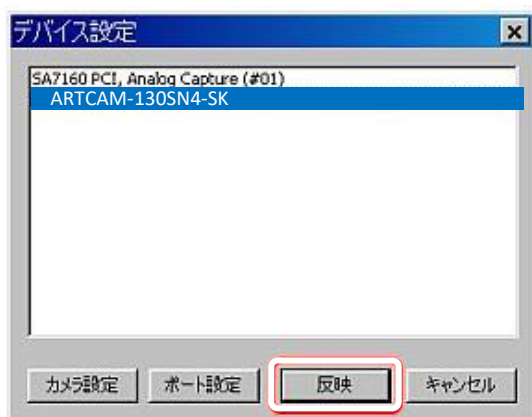 デバイス設定
SA7160 PCI, Analog Capture (#01)
ARTCAM-130SN4-SK
カメラ設定
ポート設定
反映
キャンセル